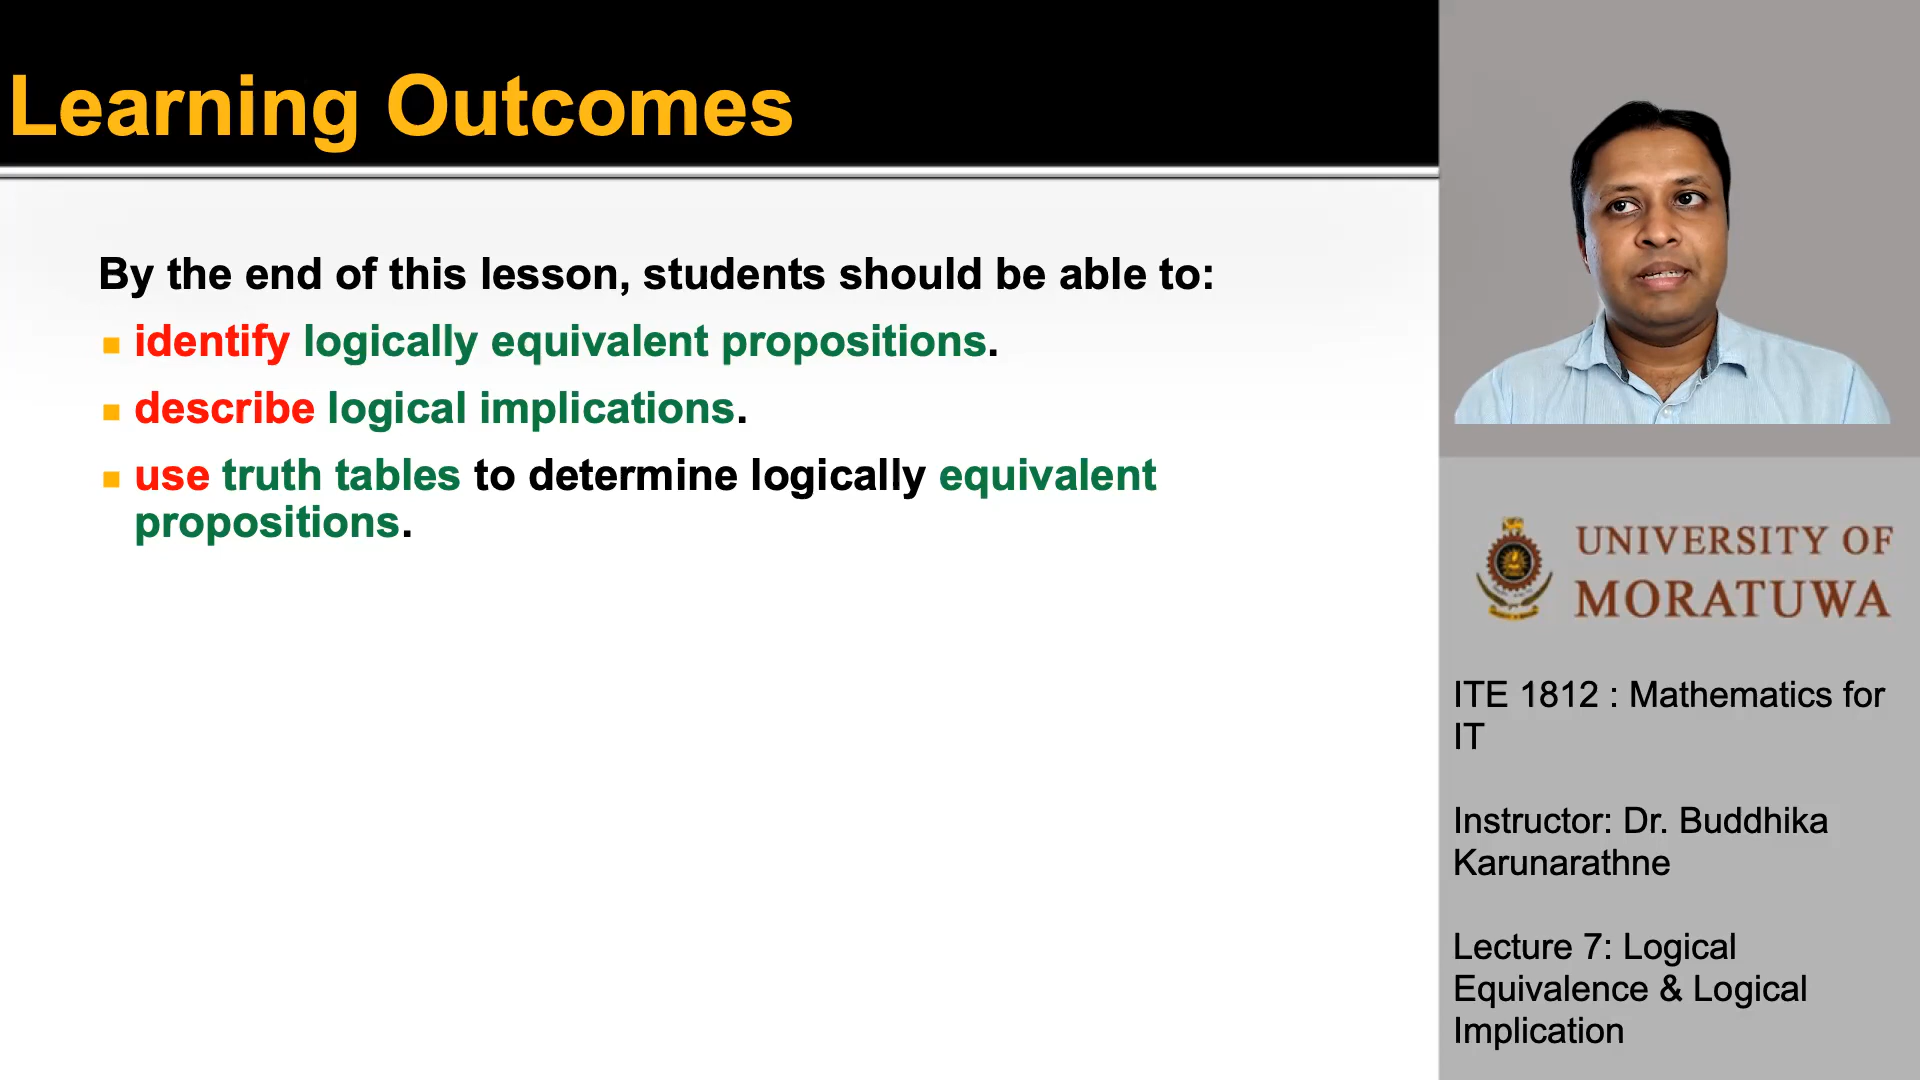 Learning Outcomes
By the end of this lesson, students should be able to:
identify logically equivalent propositions.
describe logical implications.
use truth tables to determine logically equivalent
propositions.
UNIVERSITY OF
MORATUWA
ITE 1812 : Mathematics for
IT
Instructor: Dr. Buddhika
Karunarathne
Lecture 7: Logical
Equivalence & Logical
Implication